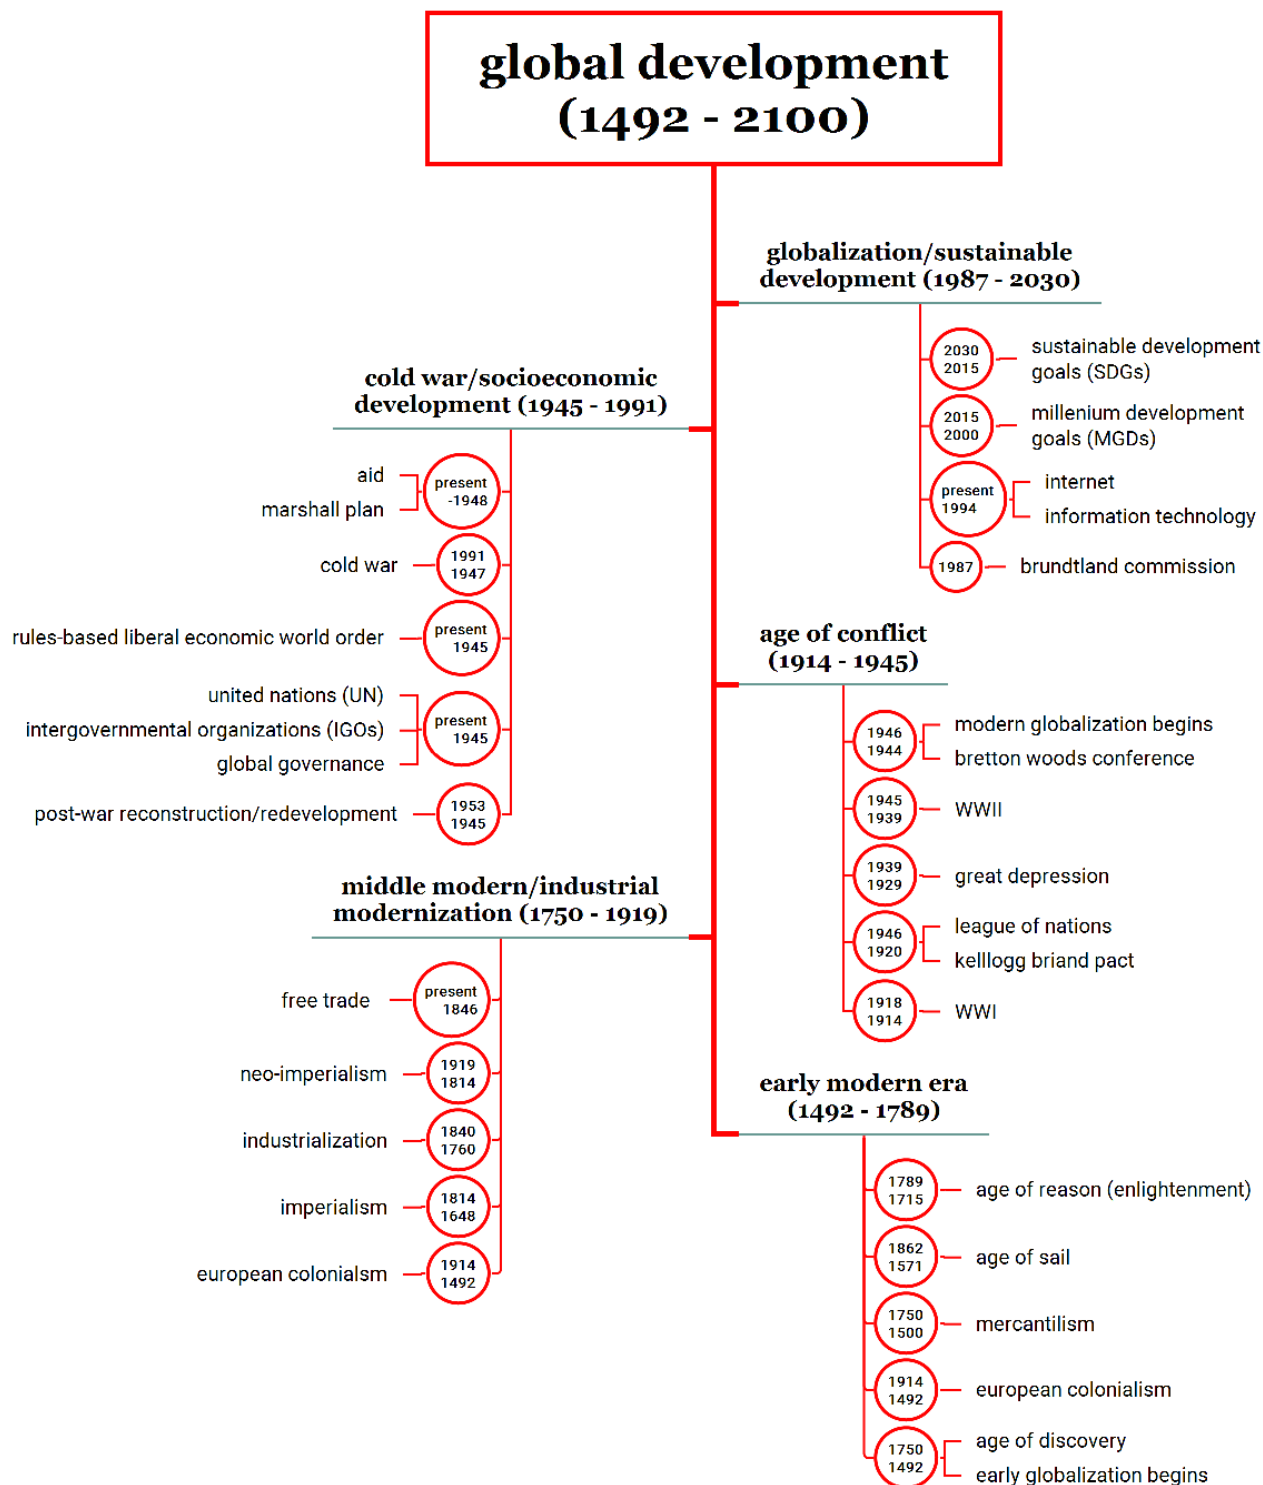 global development
(1492 - 2100)
globalization/sustainable
development (1987 - 2030)
2030
2015
sustainable development
goals (SDGs)
2015
2000
millenium development
goals (MGDs)
present
1994
internet
information technology
1987
brundtland commission
cold war/socioeconomic
development (1945 - 1991)
aid
marshall plan
present
-1948
cold war
1991
1947
rules-based liberal economic world order
present
1945
united nations (UN)
intergovernmental organizations (IGOs)
global governance
present
1945
post-war reconstruction/redevelopment
1953
1945
age of conflict
(1914 - 1945)
1946
1944
modern globalization begins
bretton woods conference
1945
1939
WWII
1939
1929
great depression
1946
1920
league of nations
kelllogg briand pact
1918
1914
WWI
middle modern/industrial
modernization (1750 - 1919)
free trade
present
1846
neo-imperialism
1919
1814
industrialization
1840
1760
imperialism
1814
1648
european colonialsm
1914
1492
early modern era
(1492 - 1789)
1789
1715
age of reason (enlightenment)
1862
1571
age of sail
1750
1500
mercantilism
1914
1492
european colonialism
1750
1492
age of discovery
early globalization begins